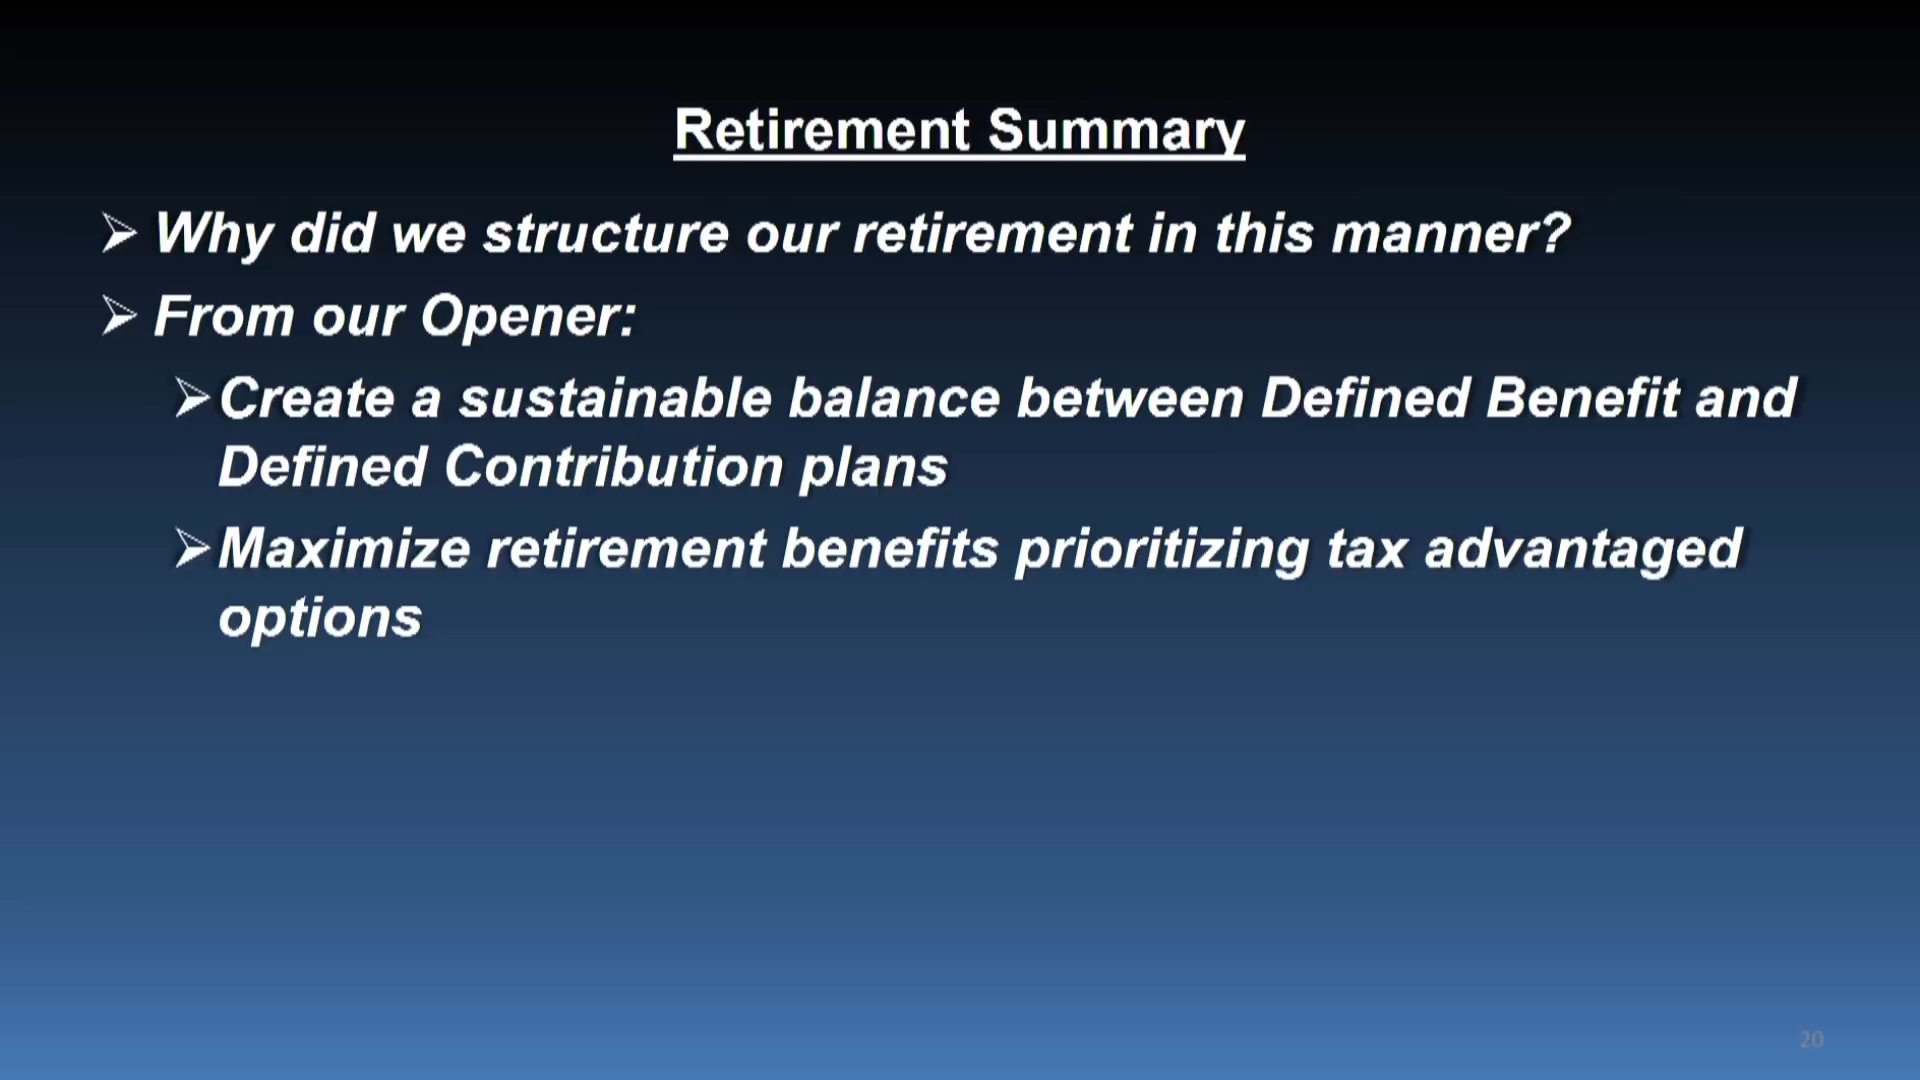 Retirement Summary
Why did we structure our retirement in this manner?
From our Opener:
Create a sustainable balance between Defined Benefit and
Defined Contribution plans
Maximize retirement benefits prioritizing tax advantaged
options
20